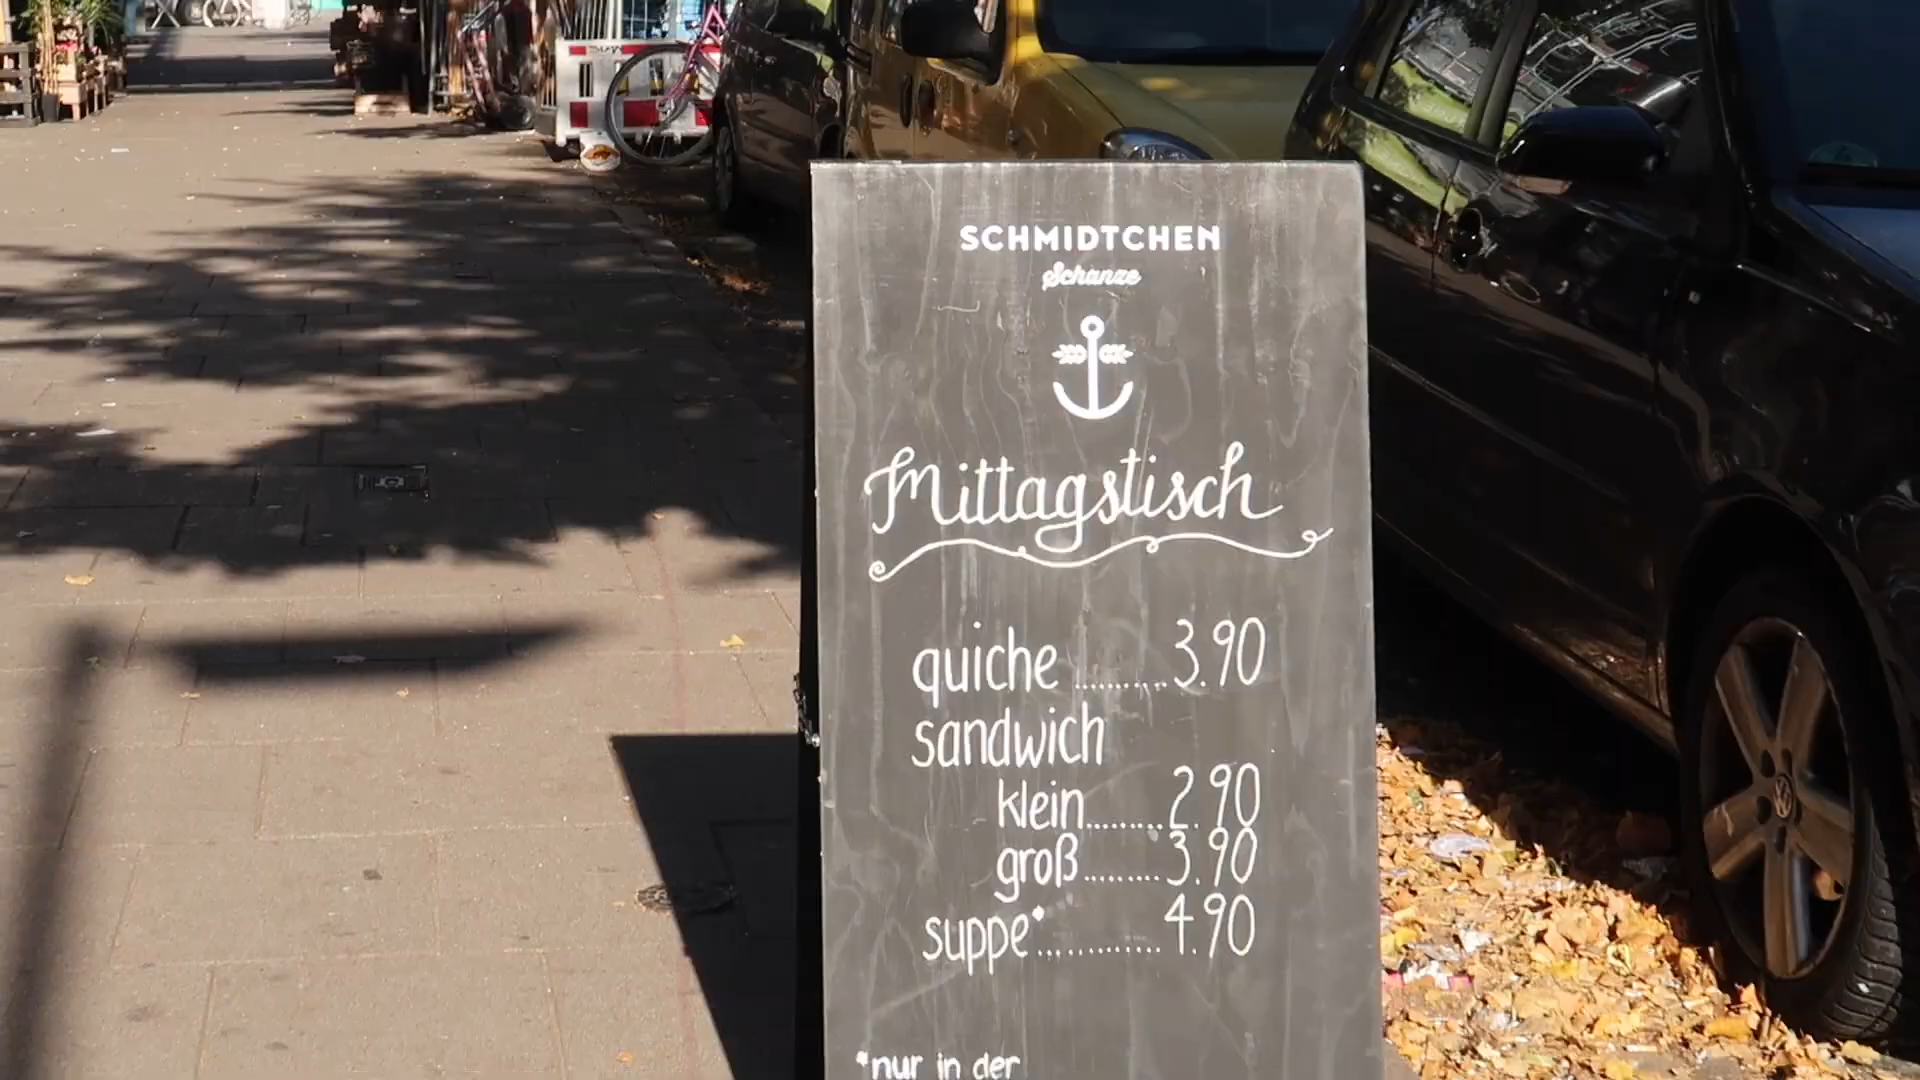 SCHMIDTCHEN
Schanze
Mittagstisch
quiche ..........3.90
sandwich
klein.........2.90
groß........3.90
suppe*............4.90
*nur in der